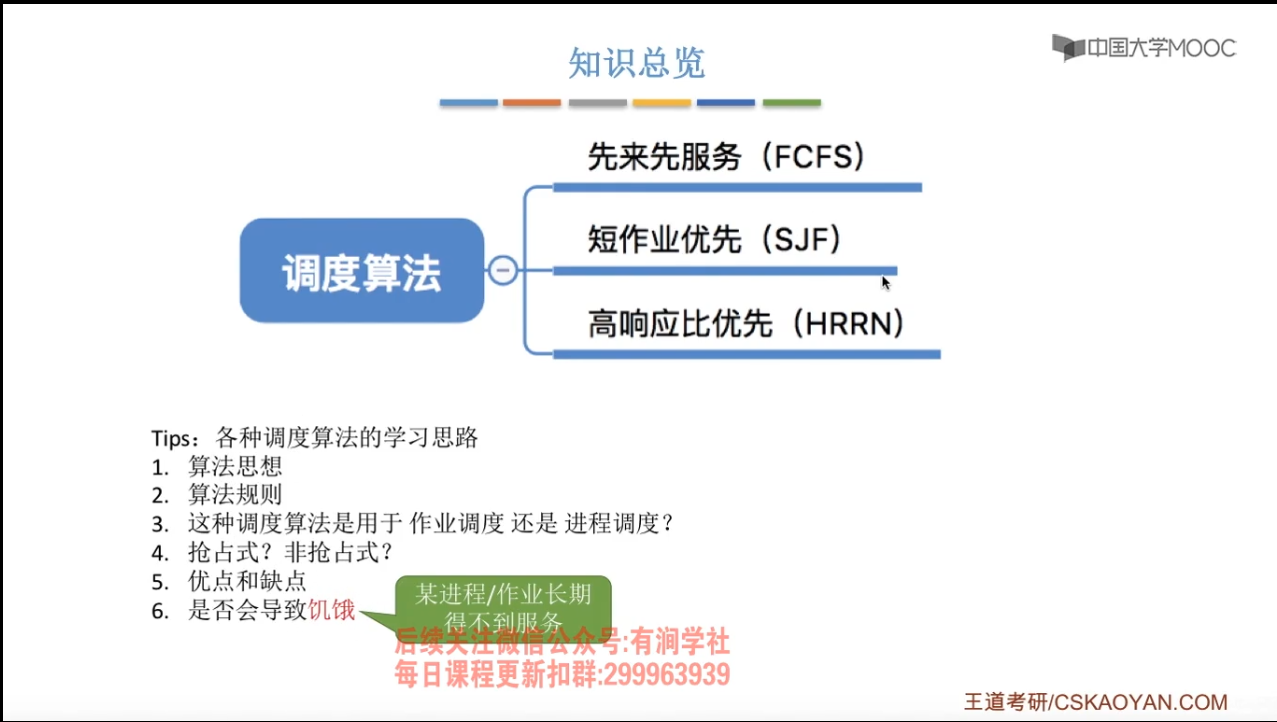 中国大学MOOC
知识总览
先来先服务（FCFS）
短作业优先（SJF）
高响应比优先（HRRN）
调度算法
Tips：各种调度算法的学习思路
1. 算法思想
2. 算法规则
3. 这种调度算法是用于 作业调度 还是 进程调度？
4. 抢占式？非抢占式？
5. 优点和缺点
6. 是否会导致饥饿
某进程/作业长期
得不到服务
后续关注微信公众号:有涧学社
每日课程更新扣群:299963939
王道考研/CSKAOYAN.COM